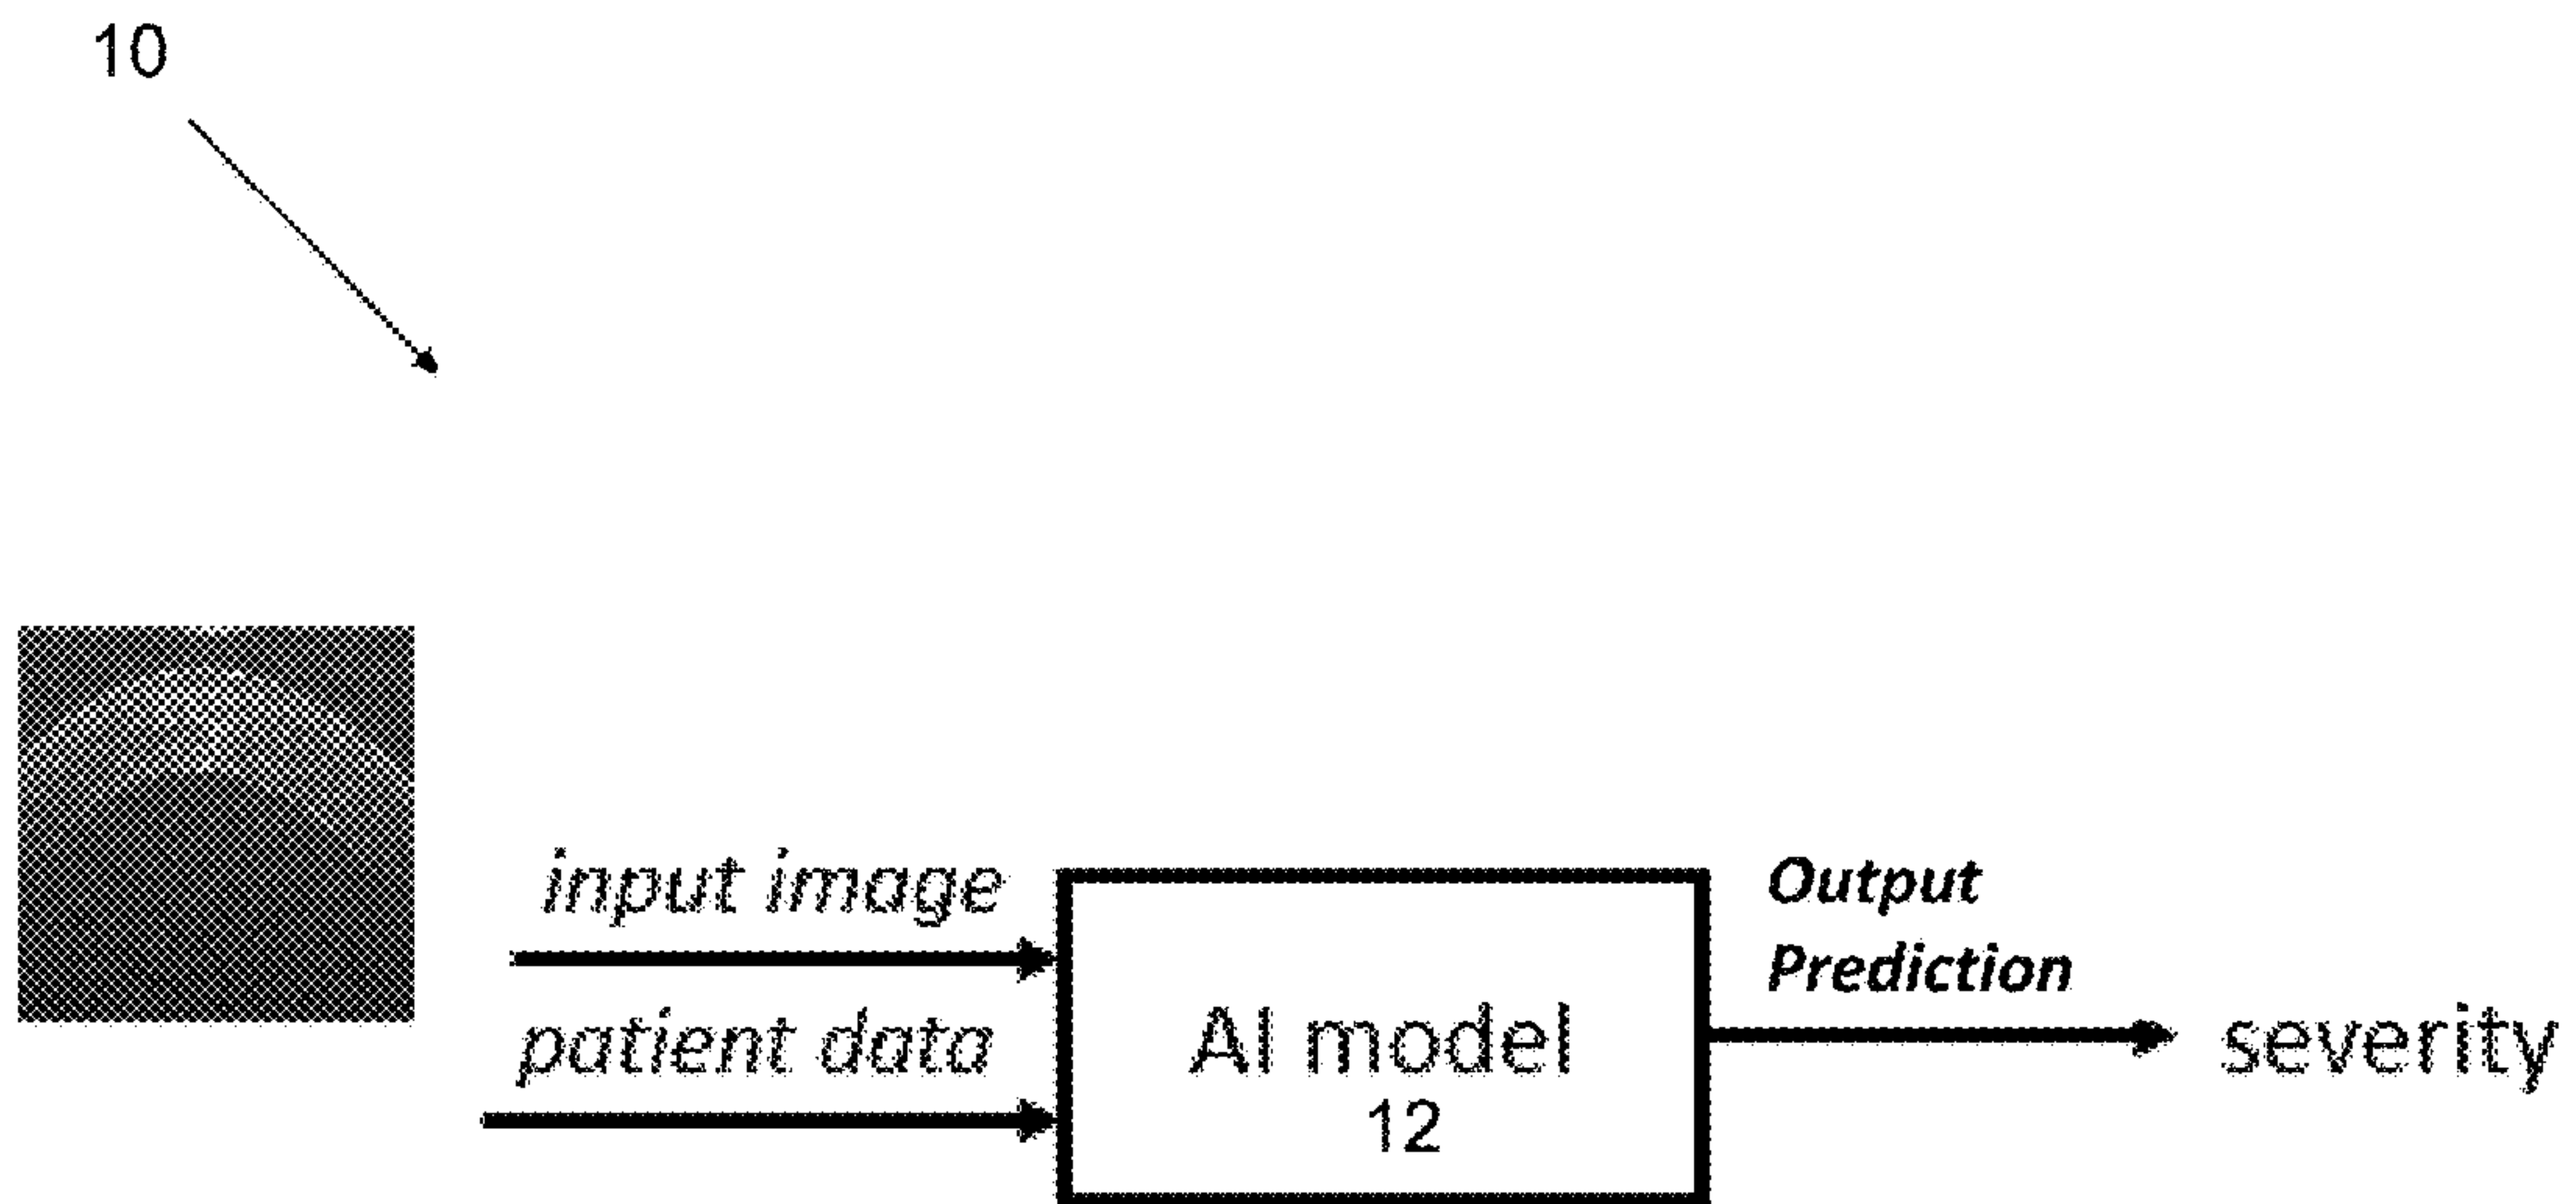 10
input image
patient data
AI model
12
Output
Prediction
severity